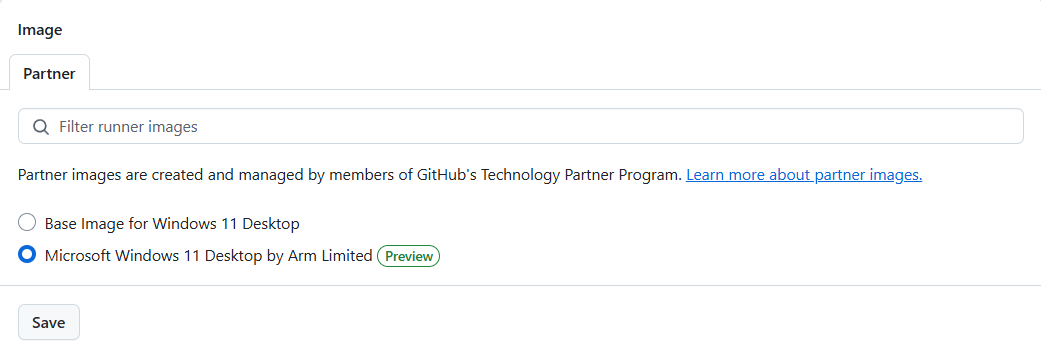 Image
Partner
Filter runner images
Partner images are created and managed by members of GitHub's Technology Partner Program. Learn more about partner images.
Base Image for Windows 11 Desktop
Microsoft Windows 11 Desktop by Arm Limited Preview
Save